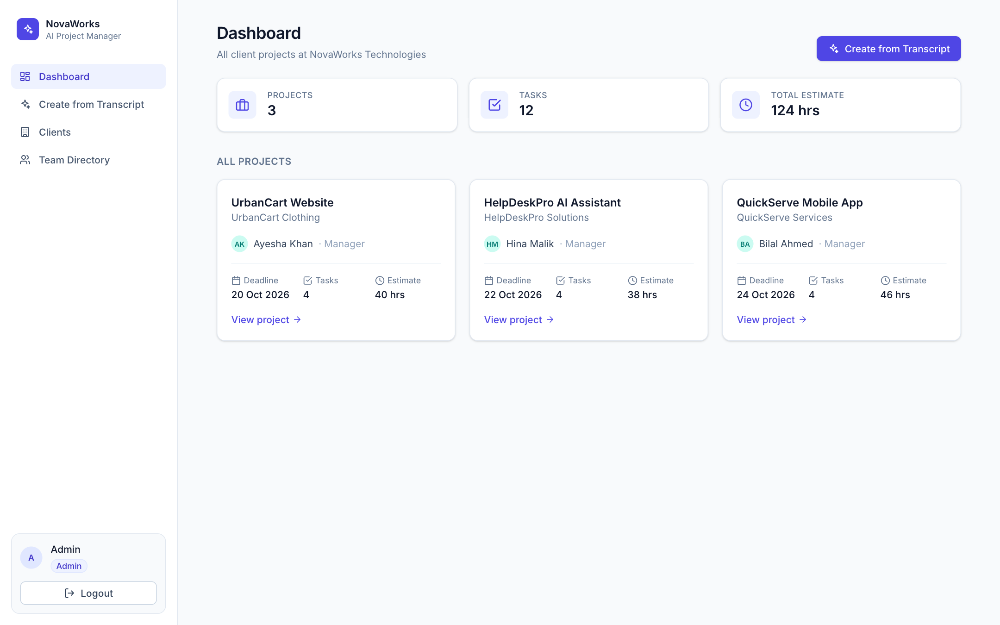 NovaWorks
AI Project Manager
Dashboard
Create from Transcript
Clients
Team Directory
A
Admin
Admin
Logout
Dashboard
All client projects at NovaWorks Technologies
Create from Transcript
PROJECTS
3
TASKS
12
TOTAL ESTIMATE
124 hrs
ALL PROJECTS
UrbanCart Website
UrbanCart Clothing
AK Ayesha Khan · Manager
Deadline Tasks Estimate
20 Oct 2026 4 40 hrs
View project →
HelpDeskPro AI Assistant
HelpDeskPro Solutions
HM Hina Malik · Manager
Deadline Tasks Estimate
22 Oct 2026 4 38 hrs
View project →
QuickServe Mobile App
QuickServe Services
BA Bilal Ahmed · Manager
Deadline Tasks Estimate
24 Oct 2026 4 46 hrs
View project →